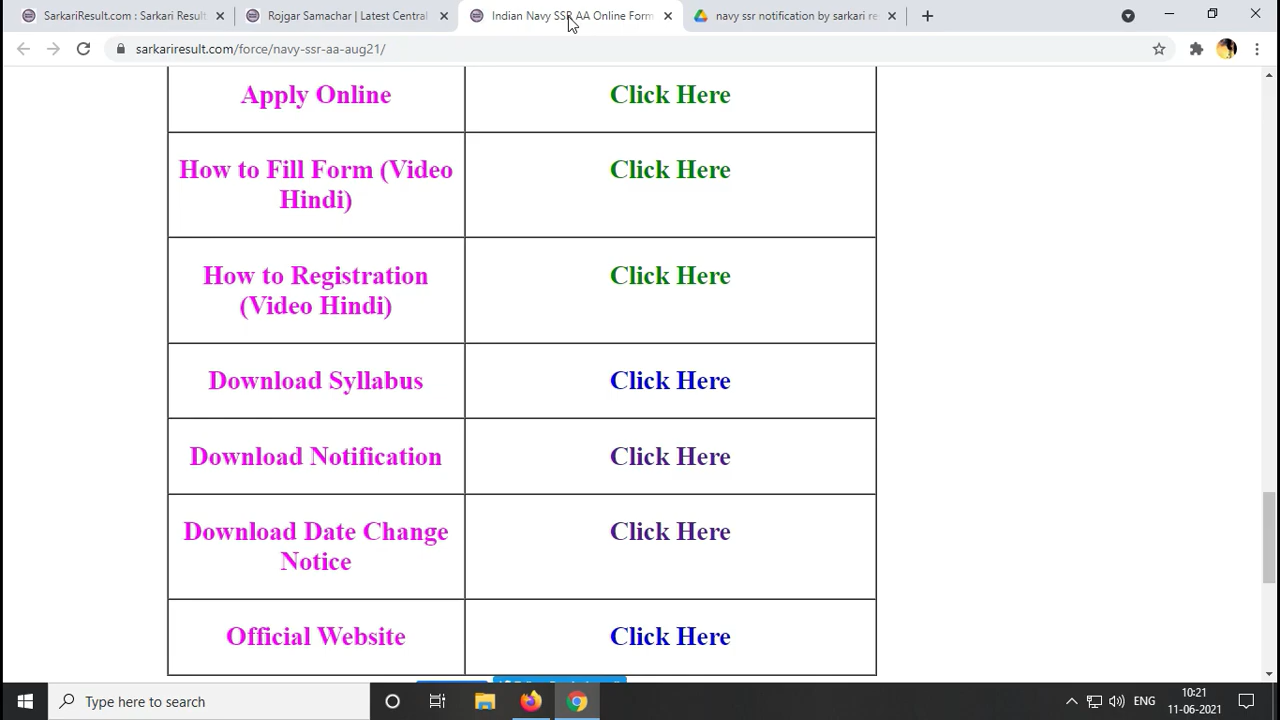 SarkariResult.com : Sarkari Result
Rojgar Samachar | Latest Central
Indian Navy SSR AA Online Form
navy ssr notification by sarkari re
sarkariresult.com/force/navy-ssr-aa-aug21/
Apply Online
Click Here
How to Fill Form (Video
Hindi)
Click Here
How to Registration
(Video Hindi)
Click Here
Download Syllabus
Click Here
Download Notification
Click Here
Download Date Change
Notice
Click Here
Official Website
Click Here
Type here to search
ENG
10:21
11-06-2021